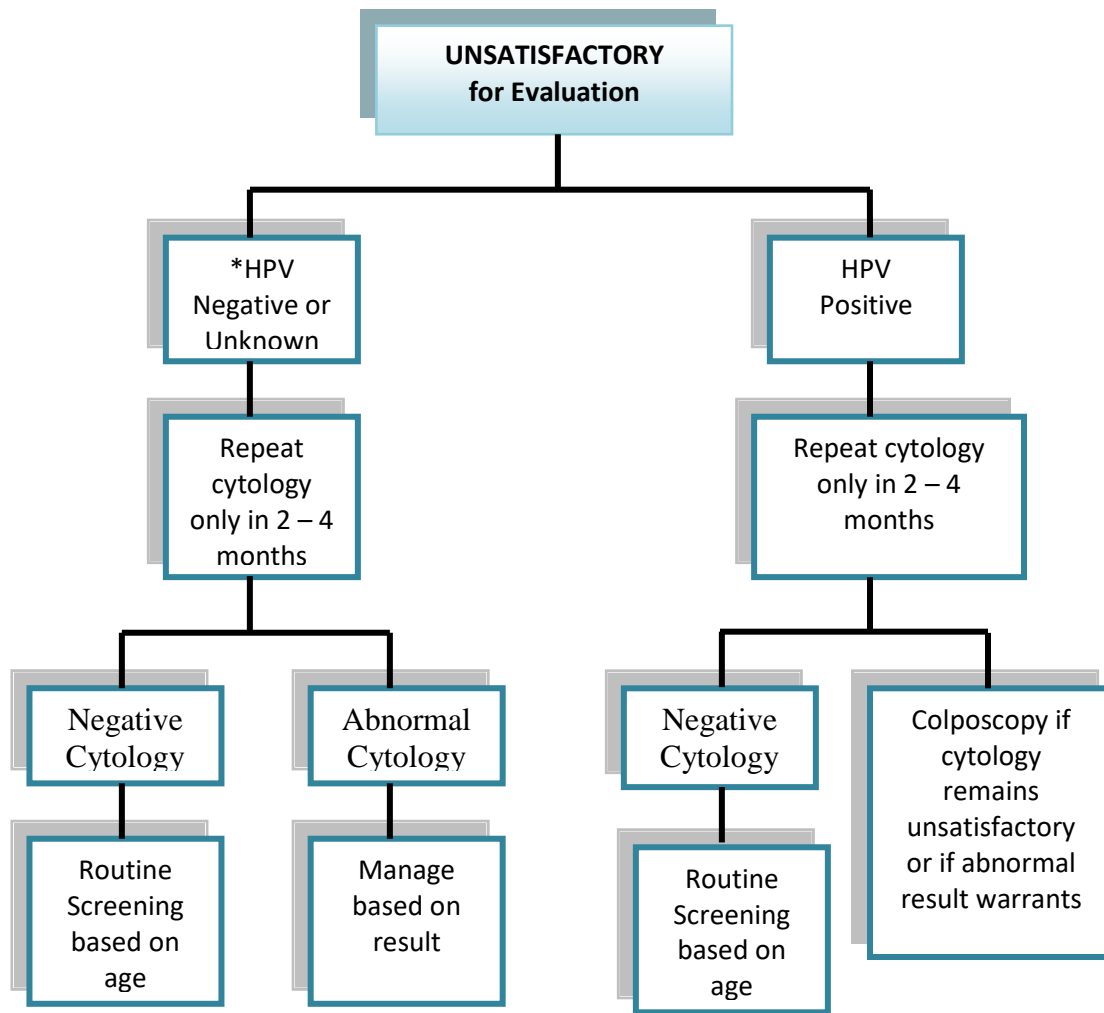 UNSATISFACTORY
for Evaluation
*HPV
Negative or
Unknown
HPV
Positive
Repeat
cytology
only in 2 – 4
months
Repeat cytology
only in 2 – 4
months
Negative
Cytology
Abnormal
Cytology
Negative
Cytology
Colposcopy if
cytology
remains
unsatisfactory
or if abnormal
result warrants
Routine
Screening
based on
age
Manage
based on
result
Routine
Screening
based on
age